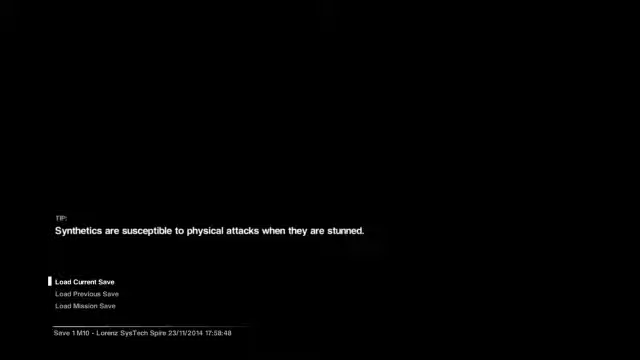 TIP:
Synthetics are susceptible to physical attacks when they are stunned.
Load Current Save
Load Previous Save
Load Mission Save
Save 1 M10 - Lorenz SysTech Spire 23/11/2014 17:58:48